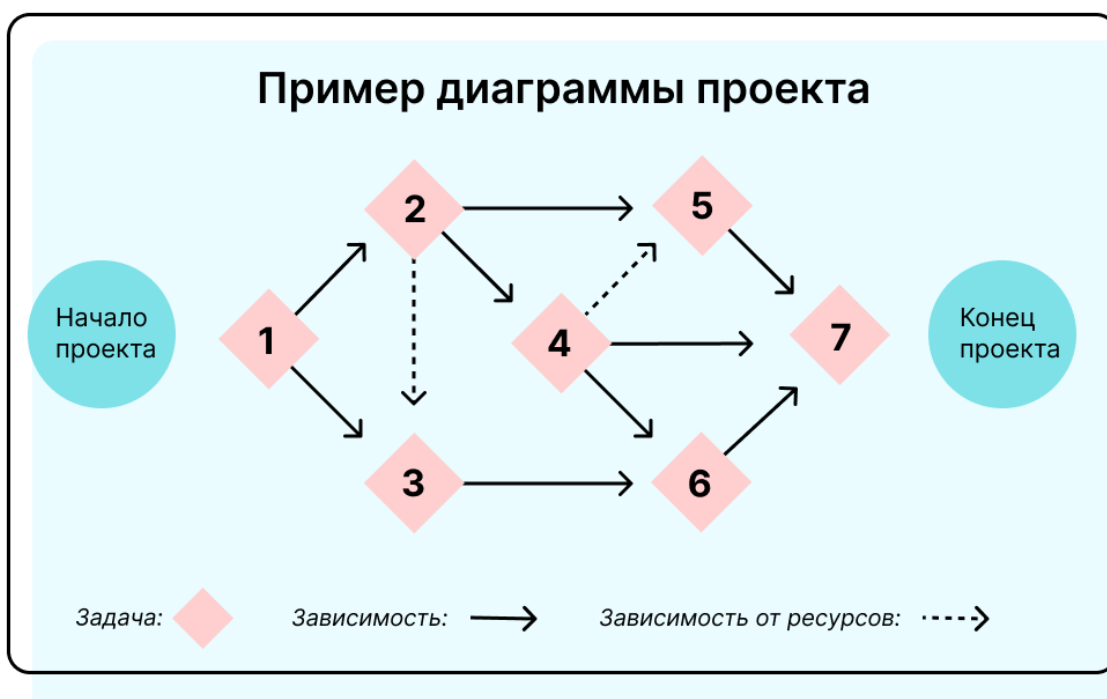 Пример диаграммы проекта
2
5
Начало
проекта
1
4
7
Конец
проекта
3
6
Задача:
Зависимость:
Зависимость от ресурсов: